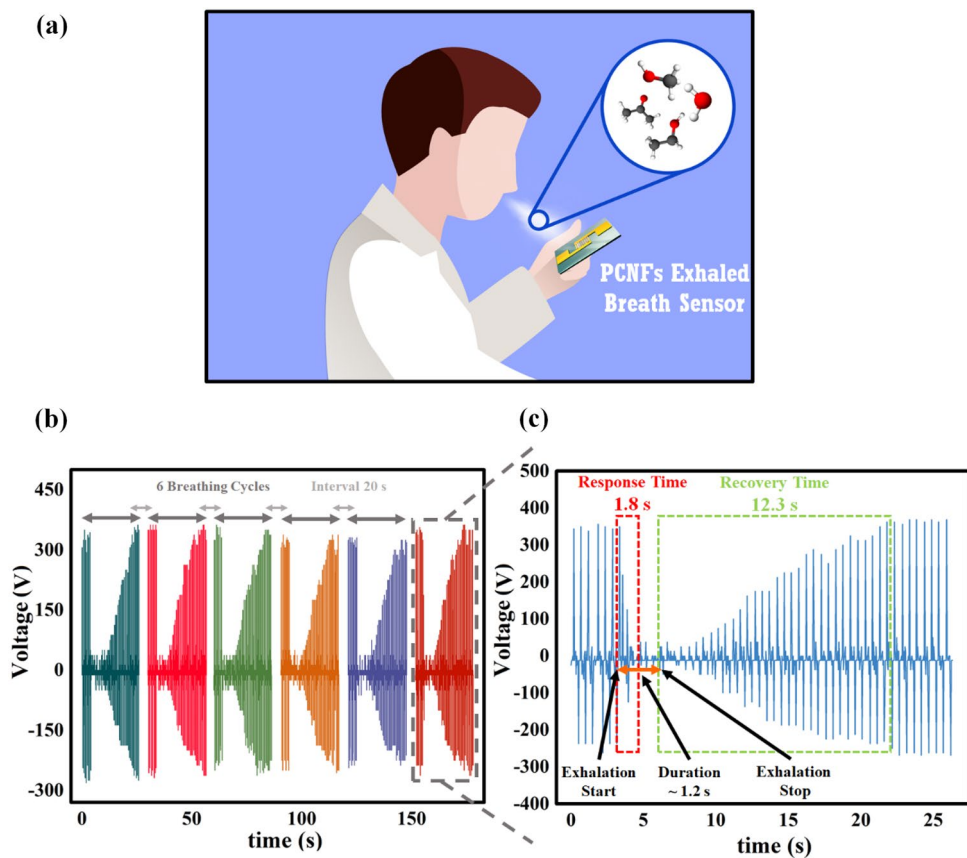 (a)
PCNFs Exhaled
Breath Sensor
(b)
450
300
150
0
-150
-300
Voltage (V)
6 Breathing Cycles
Interval 20 s
0
50
100
150
time (s)
(c)
500
400
300
200
100
0
-100
-200
-300
-400
Voltage (V)
Response Time
1.8 s
Recovery Time
12.3 s
Exhalation
Start
Duration
~ 1.2 s
Exhalation
Stop
0
5
10
15
20
25
time (s)